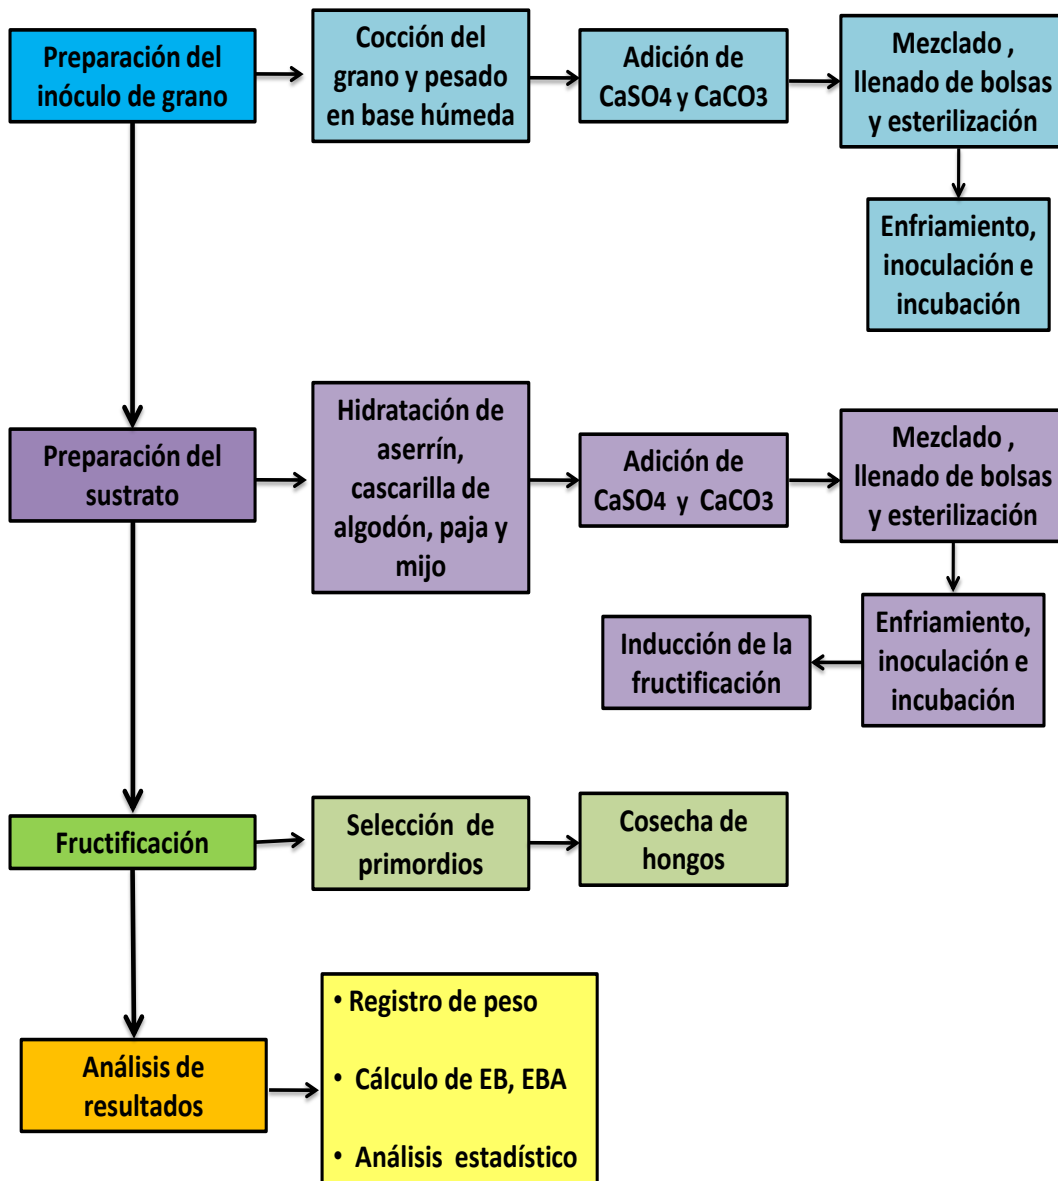 Preparación del
inóculo de grano
Cocción del
grano y pesado
en base húmeda
Adición de
CaSO4 y CaCO3
Mezclado ,
llenado de bolsas
y esterilización
Enfriamiento,
inoculación e
incubación
Preparación del
sustrato
Hidratación de
aserrín,
cascarilla de
algodón, paja y
mijo
Adición de
CaSO4 y CaCO3
Mezclado ,
llenado de bolsas
y esterilización
Enfriamiento,
inoculación e
incubación
Inducción de la
fructificación
Fructificación
Selección de
primordios
Cosecha de
hongos
Análisis de
resultados
• Registro de peso
• Cálculo de EB, EBA
• Análisis estadístico